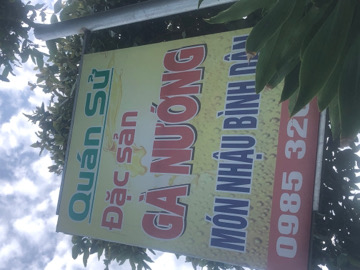 Quán Sử
Đặc sản
GÀ NƯỚNG
MÓN NHẬU BÌNH DÂN
0985 32